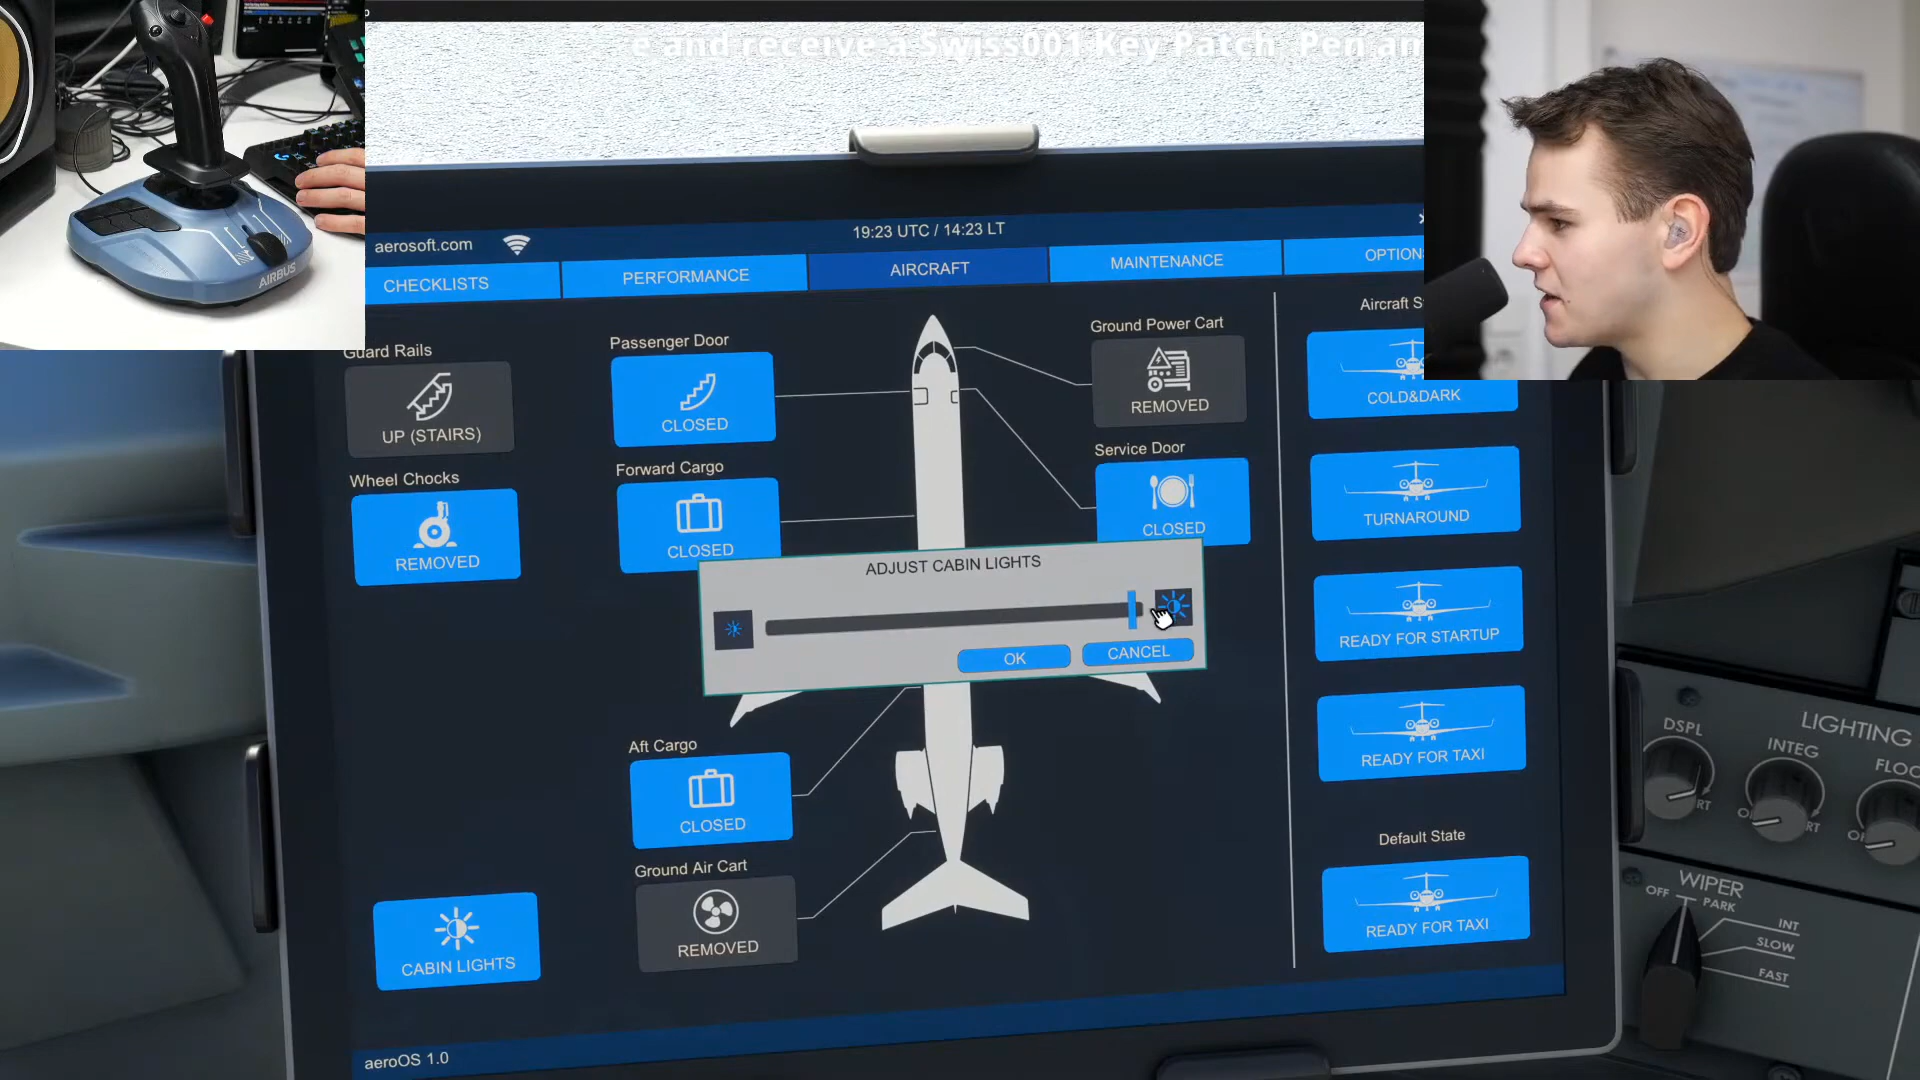 e and receive a Swiss001 Key Patch, Pen an
AIRBUS
aerosoft.com
19:23 UTC / 14:23 LT
CHECKLISTS
PERFORMANCE
AIRCRAFT
MAINTENANCE
OPTION
Guard Rails
UP (STAIRS)
Wheel Chocks
REMOVED
Passenger Door
CLOSED
Forward Cargo
CLOSED
Ground Power Cart
REMOVED
Service Door
CLOSED
Aircraft S
COLD&DARK
TURNAROUND
READY FOR STARTUP
READY FOR TAXI
Default State
READY FOR TAXI
ADJUST CABIN LIGHTS
OK
CANCEL
Aft Cargo
CLOSED
Ground Air Cart
REMOVED
CABIN LIGHTS
aeroOS 1.0
LIGHTING
DSPL
INTEG
FLOO
WIPER
OFF
PARK
INT
SLOW
FAST